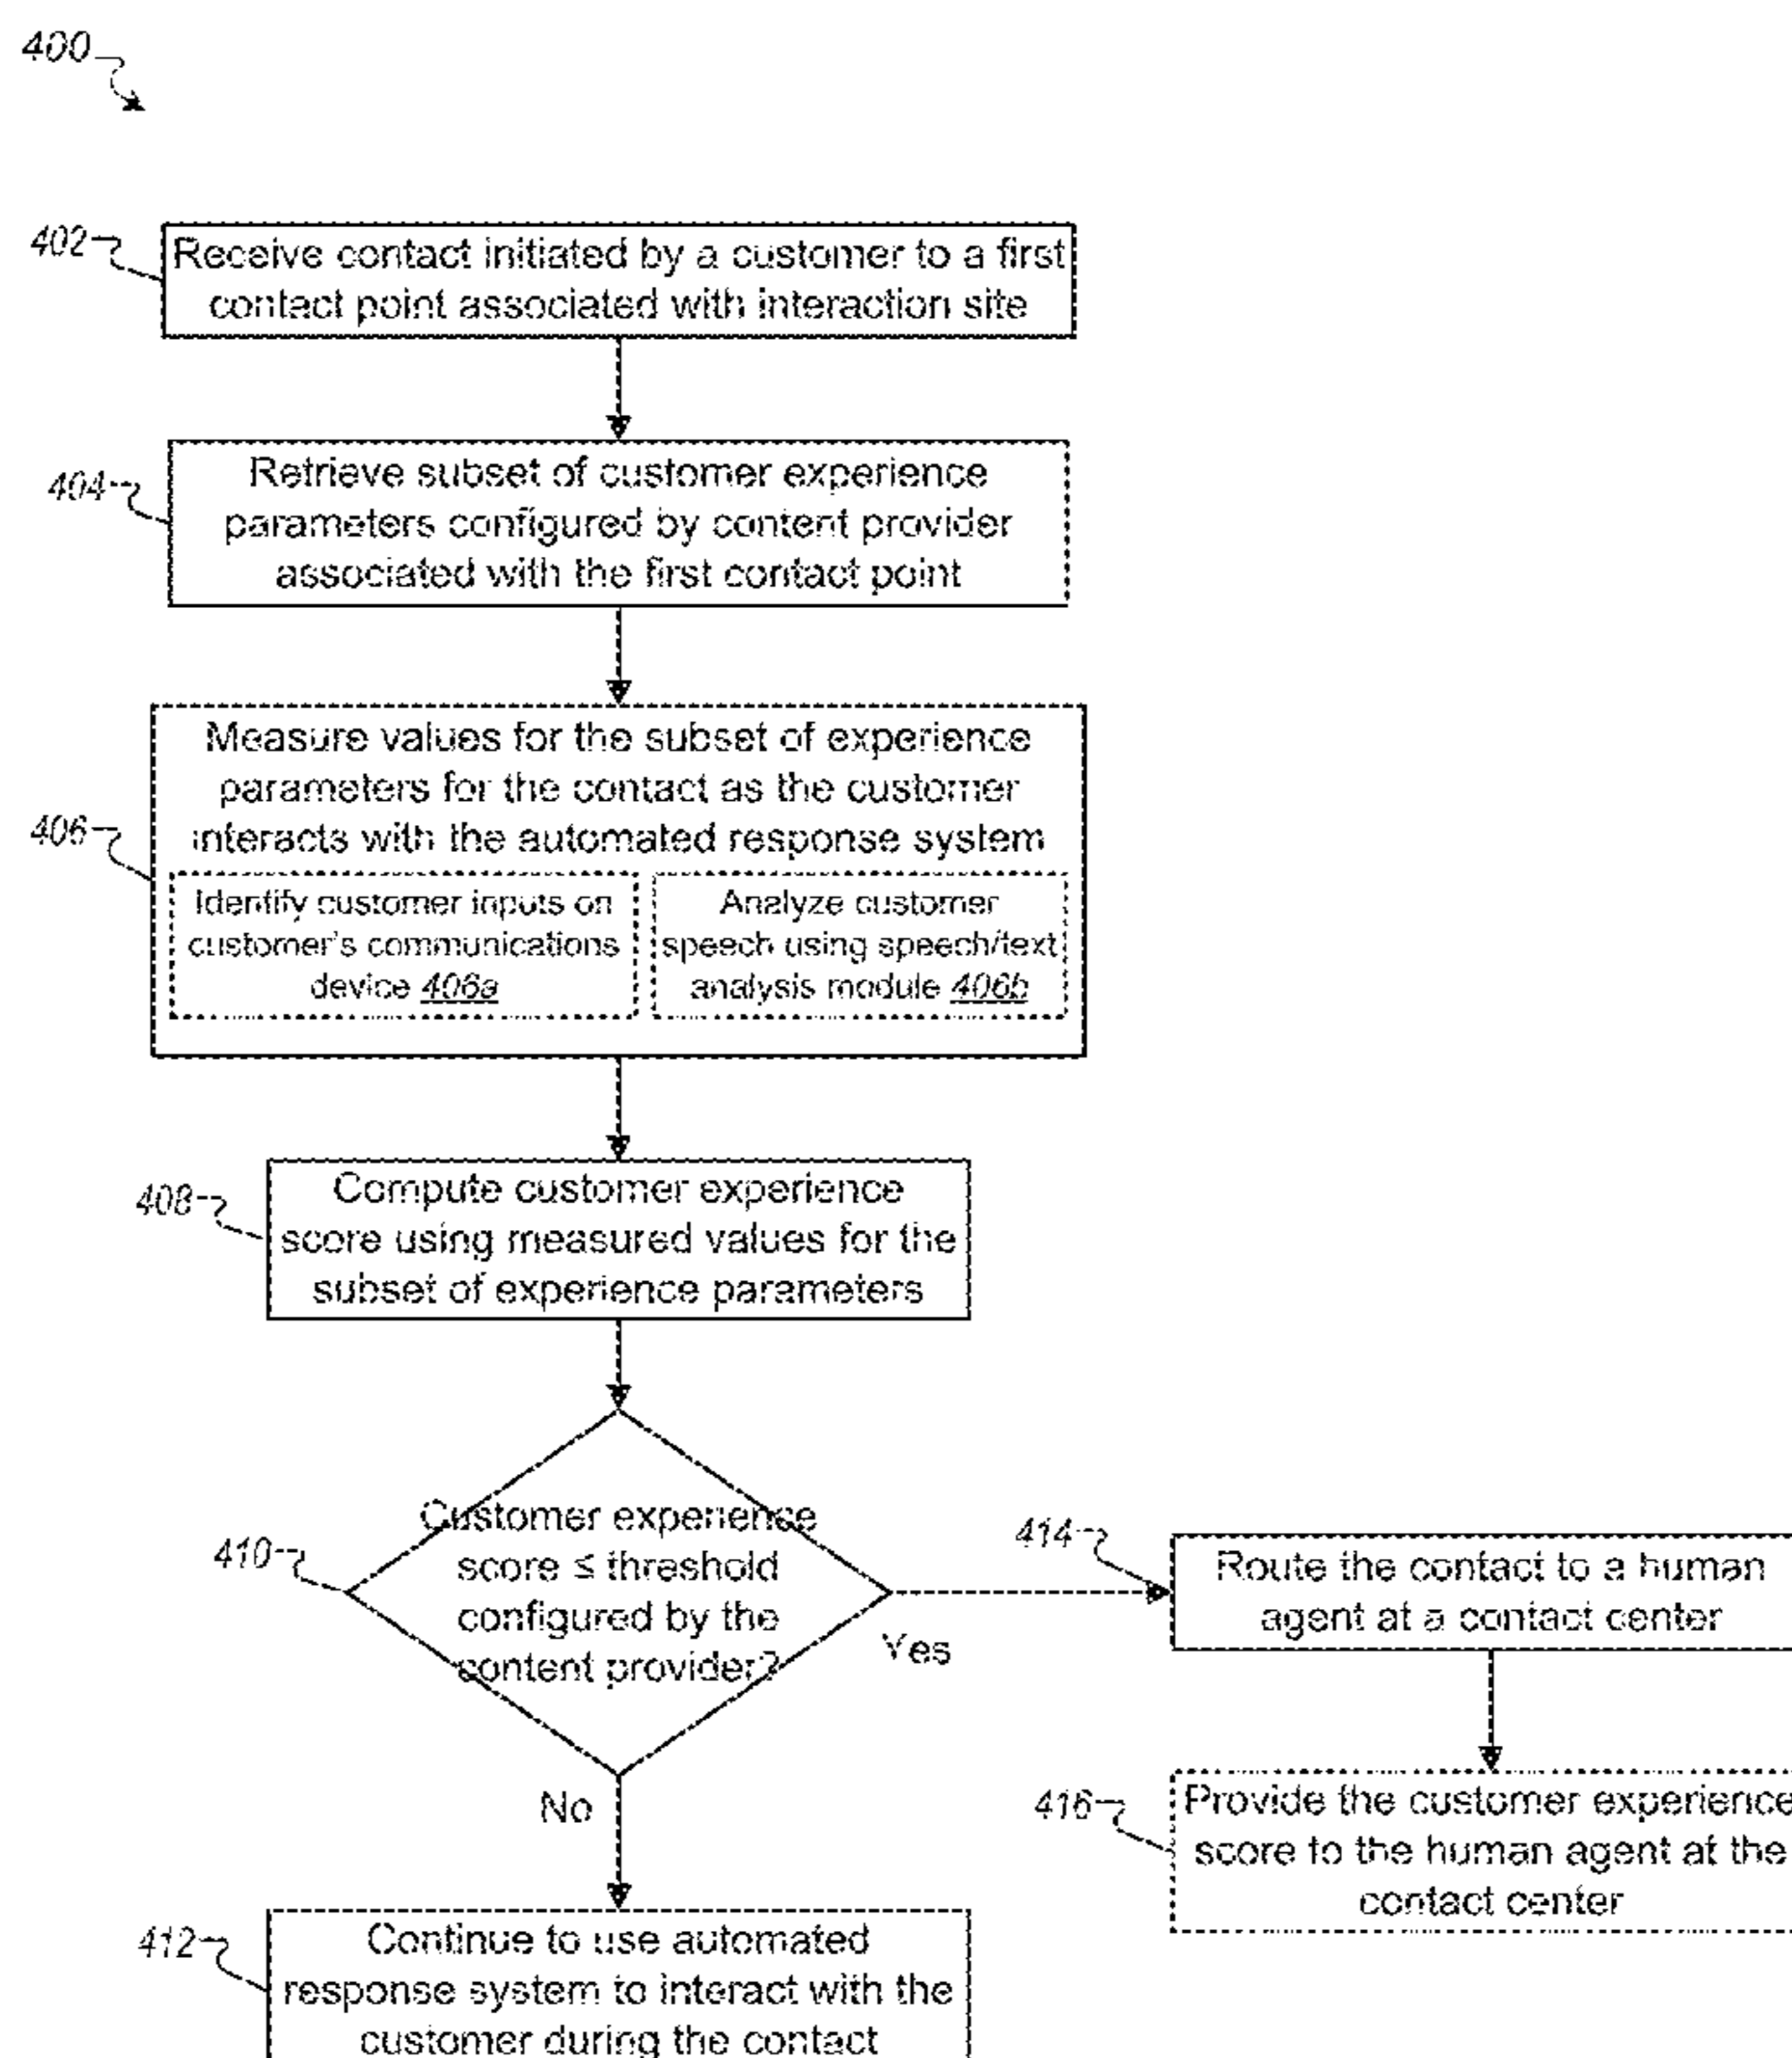 400
402
Receive contact initiated by a customer to a first
contact point associated with interaction site
404
Retrieve subset of customer experience
parameters configured by content provider
associated with the first contact point
406
Measure values for the subset of experience
parameters for the contact as the customer
interacts with the automated response system
Identify customer inputs on
customer's communications
device 406a
Analyze customer
speech using speech/text
analysis module 406b
408
Compute customer experience
score using measured values for the
subset of experience parameters
410
Customer experience
score ≤ threshold
configured by the
content provider?
Yes
No
414
Route the contact to a human
agent at a contact center
416
Provide the customer experience
score to the human agent at the
contact center
412
Continue to use automated
response system to interact with the
customer during the contact